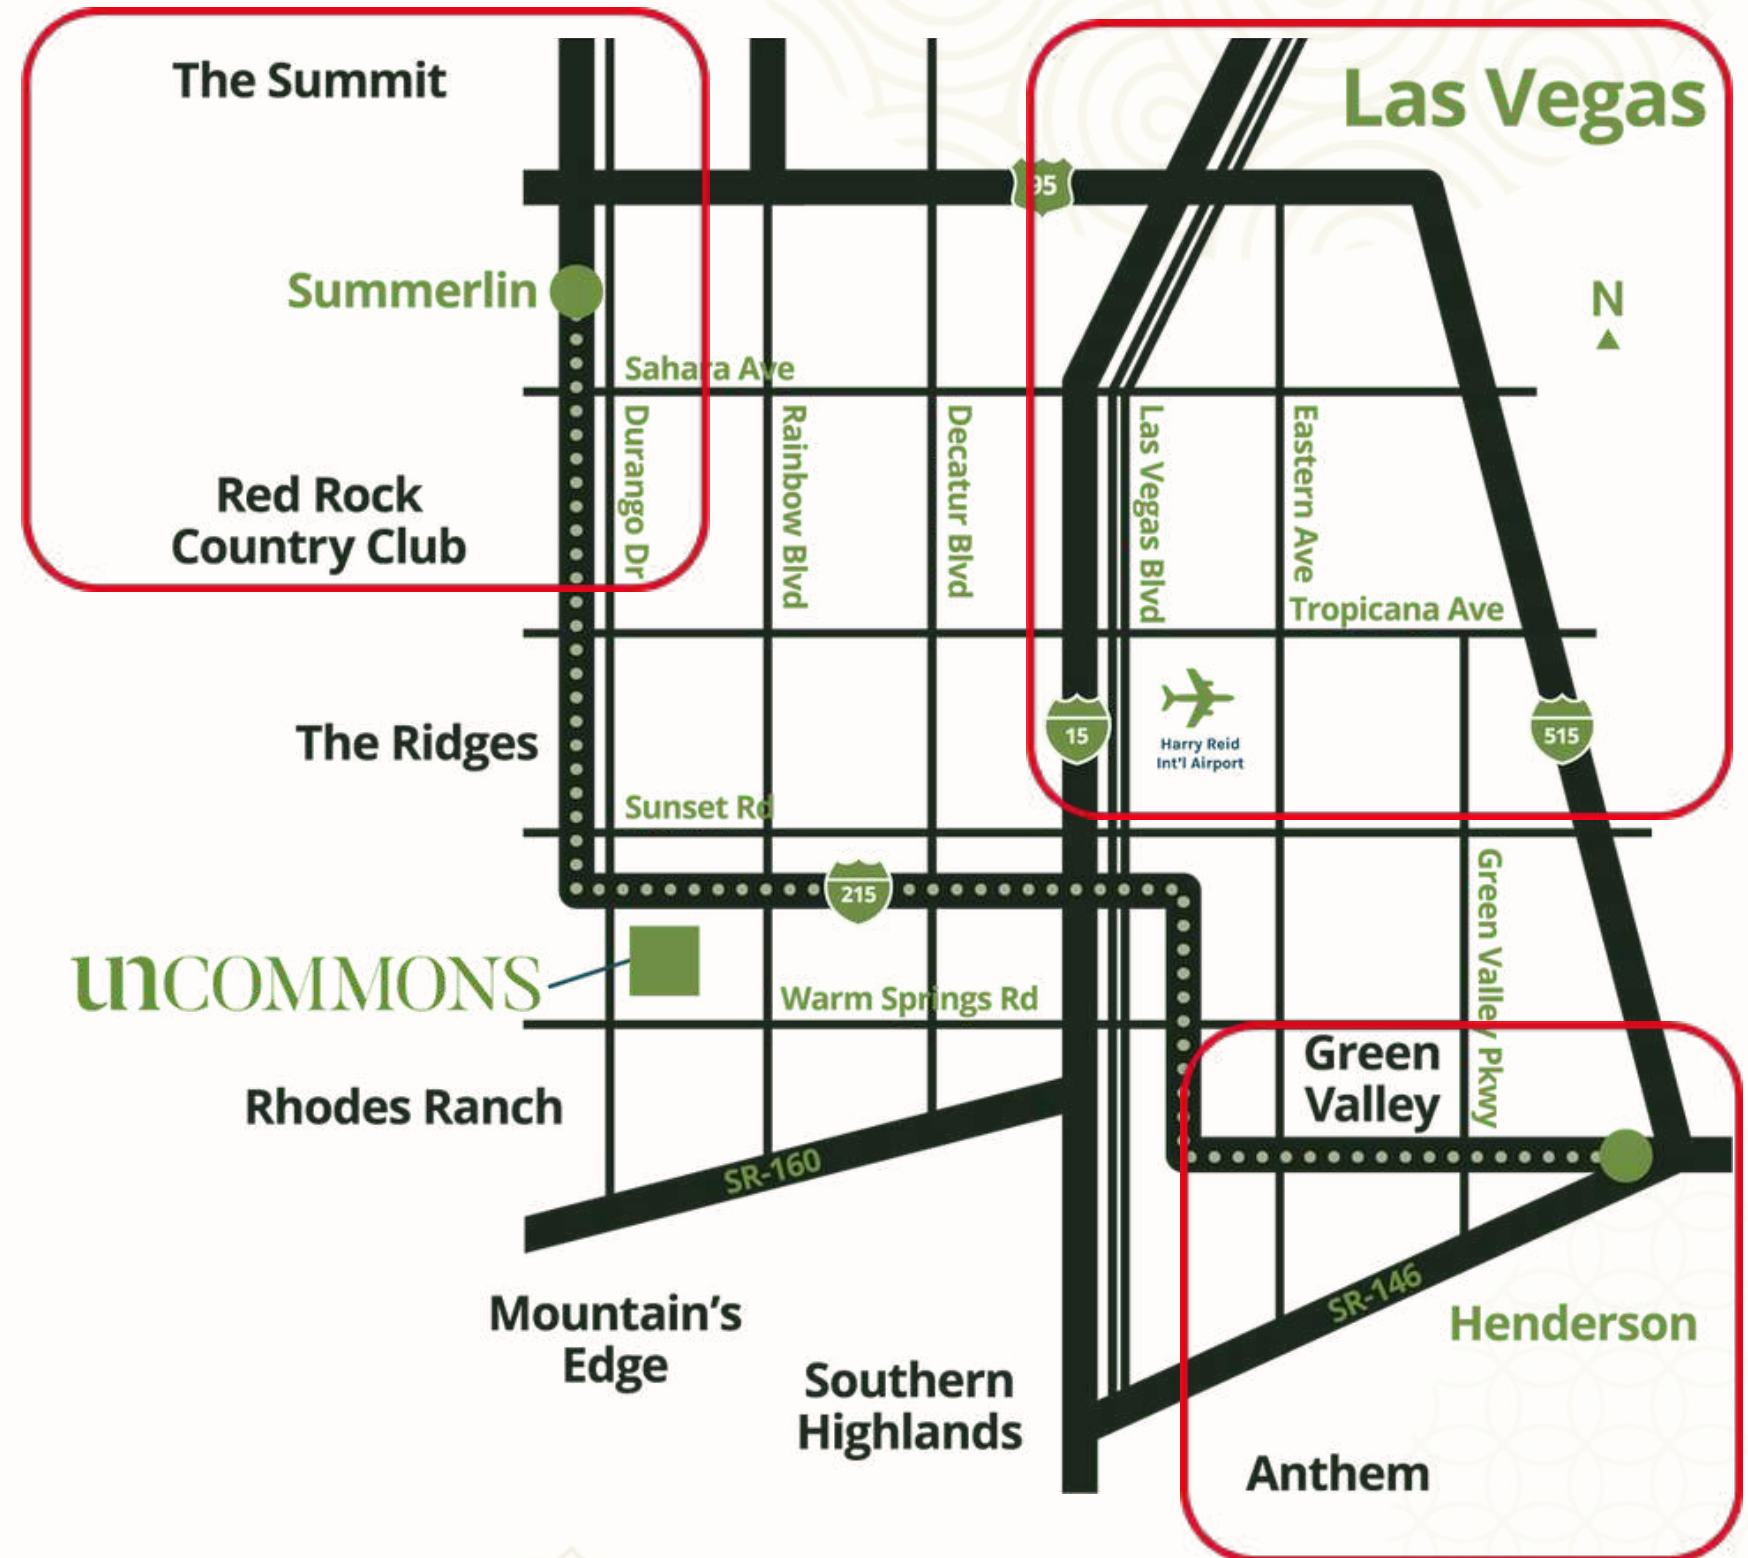 The Summit
Las Vegas
95
Summerlin
N
Sahara Ave
Durango Dr
Rainbow Blvd
Decatur Blvd
Las Vegas Blvd
Eastern Ave
Red Rock
Country Club
Tropicana Ave
The Ridges
15
Harry Reid
Int'l Airport
515
Sunset Rd
215
Green Valley Pkwy
unCOMMONS
Warm Springs Rd
Green
Valley
Rhodes Ranch
SR-160
SR-146
Mountain’s
Edge
Henderson
Southern
Highlands
Anthem